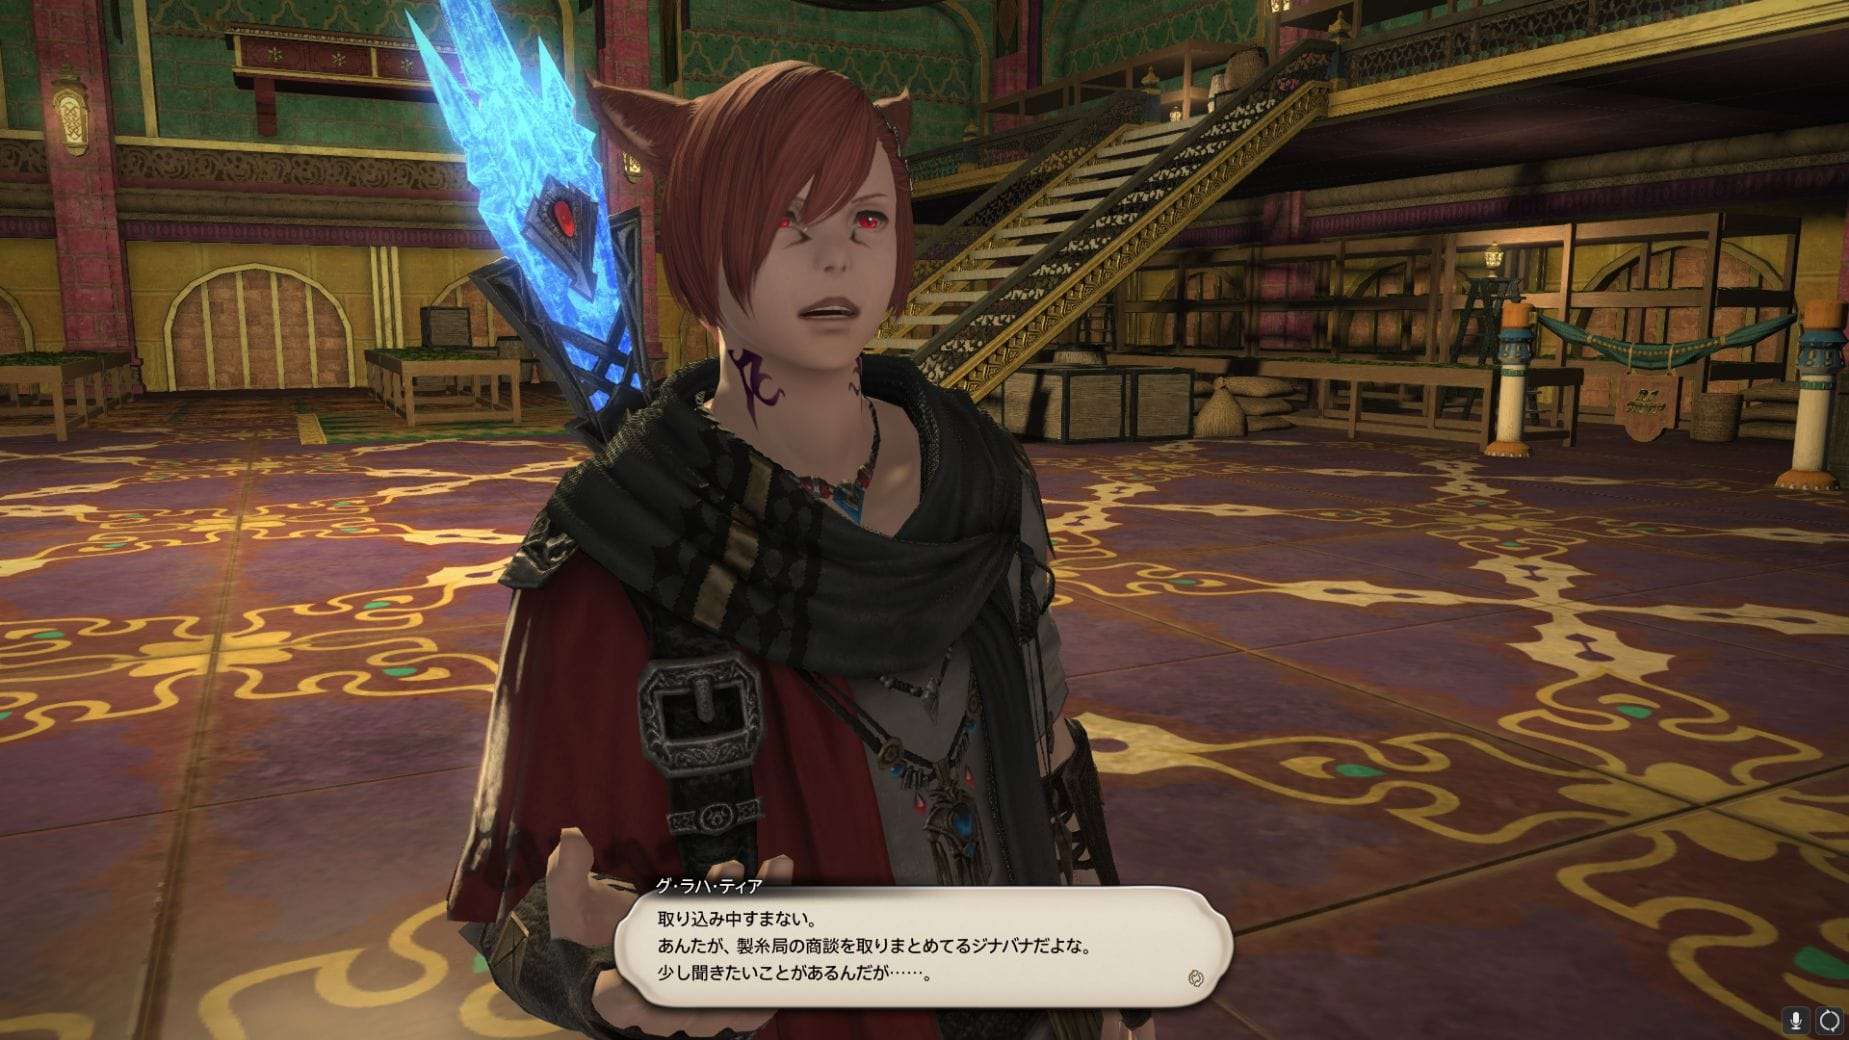 グ・ラハ・ティア
取り込み中すまない。
あんたが、製糸局の商談を取りまとめてるジナバナだよな。
少し聞きたいことがあるんだが……。